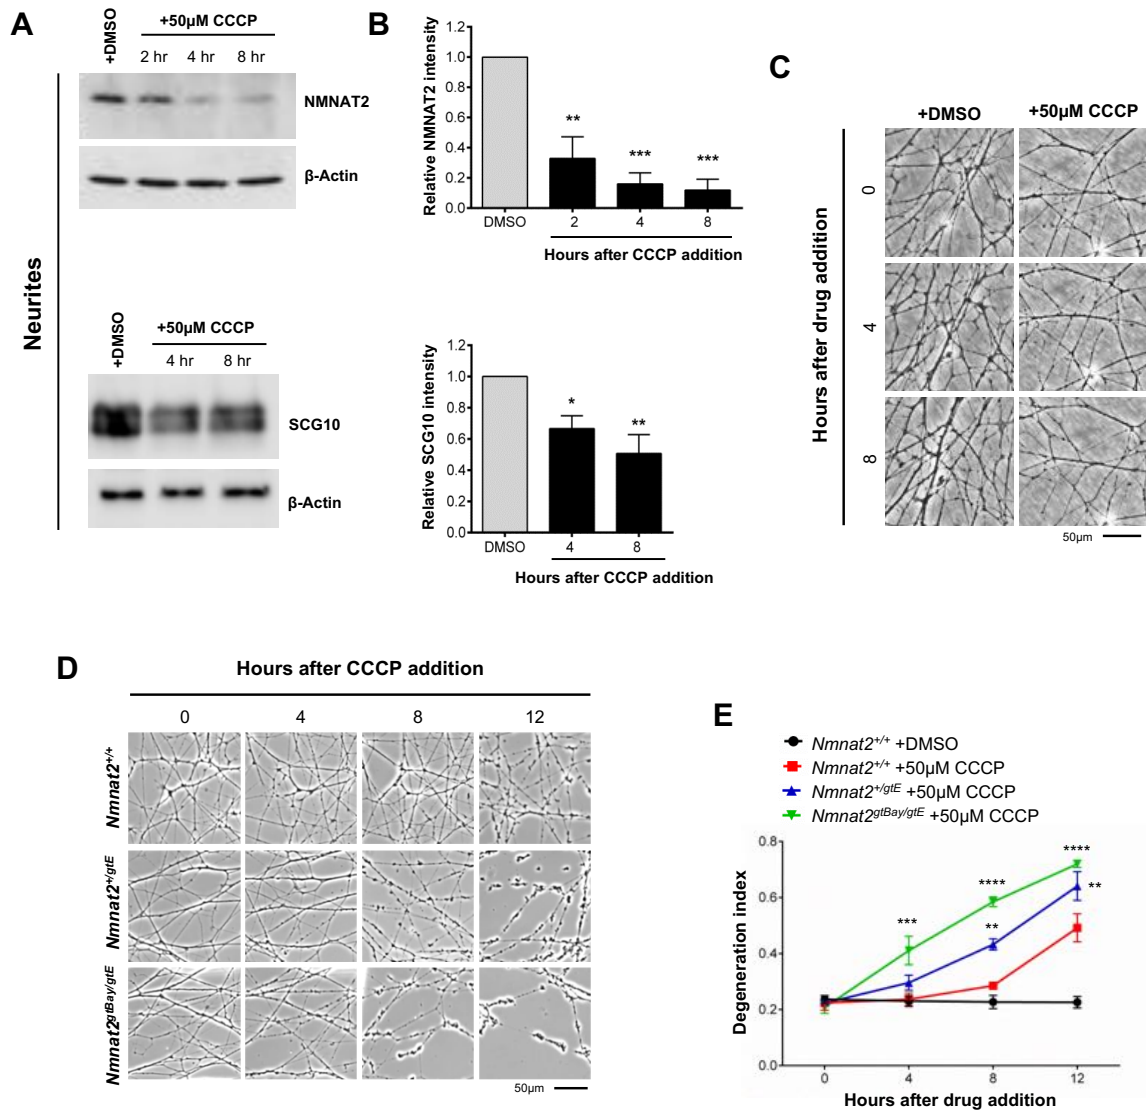 A
+DMSO
+50µM CCCP
2 hr 4 hr 8 hr
NMNAT2
β-Actin
Neurites
+DMSO
+50µM CCCP
4 hr 8 hr
SCG10
β-Actin
B
Relative NMNAT2 intensity
1.2
1.0
0.8
0.6
0.4
0.2
0.0
** *** ***
DMSO 2 4 8
Hours after CCCP addition
Relative SCG10 intensity
1.2
1.0
0.8
0.6
0.4
0.2
0.0
* **
DMSO 4 8
Hours after CCCP addition
C
+DMSO +50µM CCCP
Hours after drug addition
0
4
8
50µm
D
Hours after CCCP addition
0 4 8 12
Nmnat2+/+
Nmnat2+/gtE
Nmnat2gtBay/gtE
50µm
E
Nmnat2+/+ +DMSO
Nmnat2+/+ +50µM CCCP
Nmnat2+/gtE +50µM CCCP
Nmnat2gtBay/gtE +50µM CCCP
Degeneration index
0.8
0.6
0.4
0.2
0.0
***
****
**
****
**
0 4 8 12
Hours after drug addition